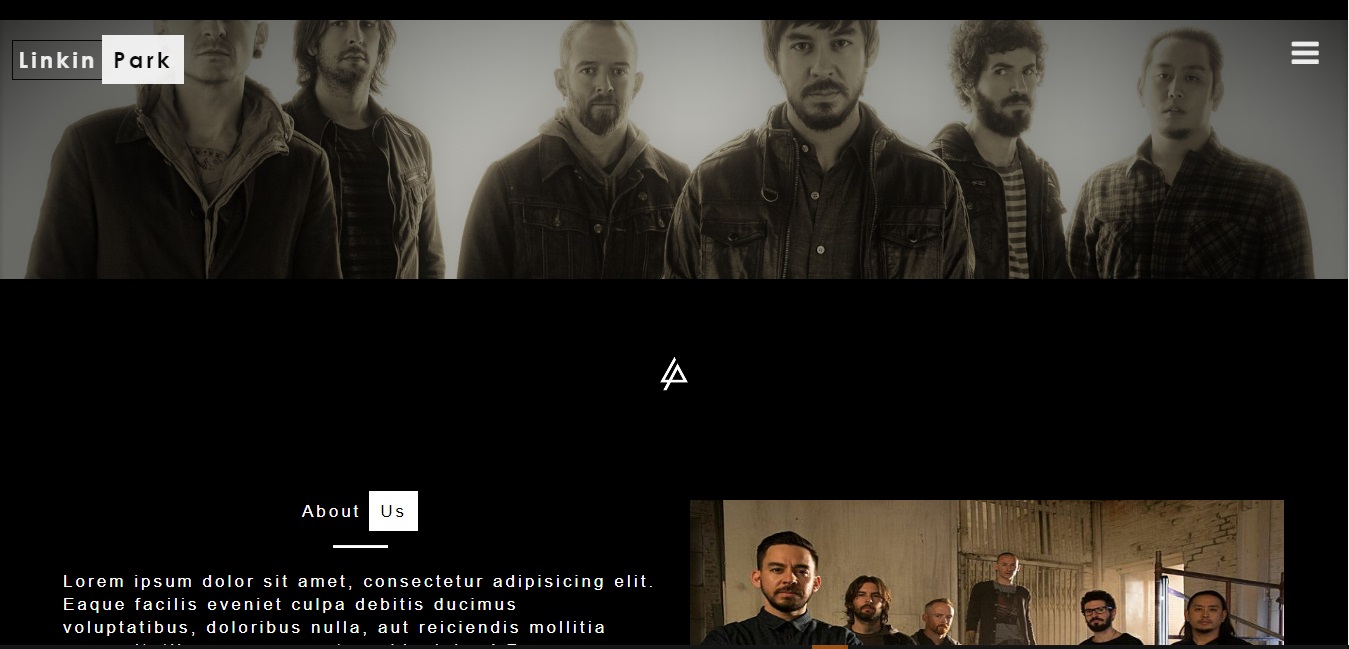 Linkin Park
About Us
Lorem ipsum dolor sit amet, consectetur adipisicing elit.
Eaque facilis eveniet culpa debitis ducimus
voluptatibus, doloribus nulla, aut reiciendis mollitia